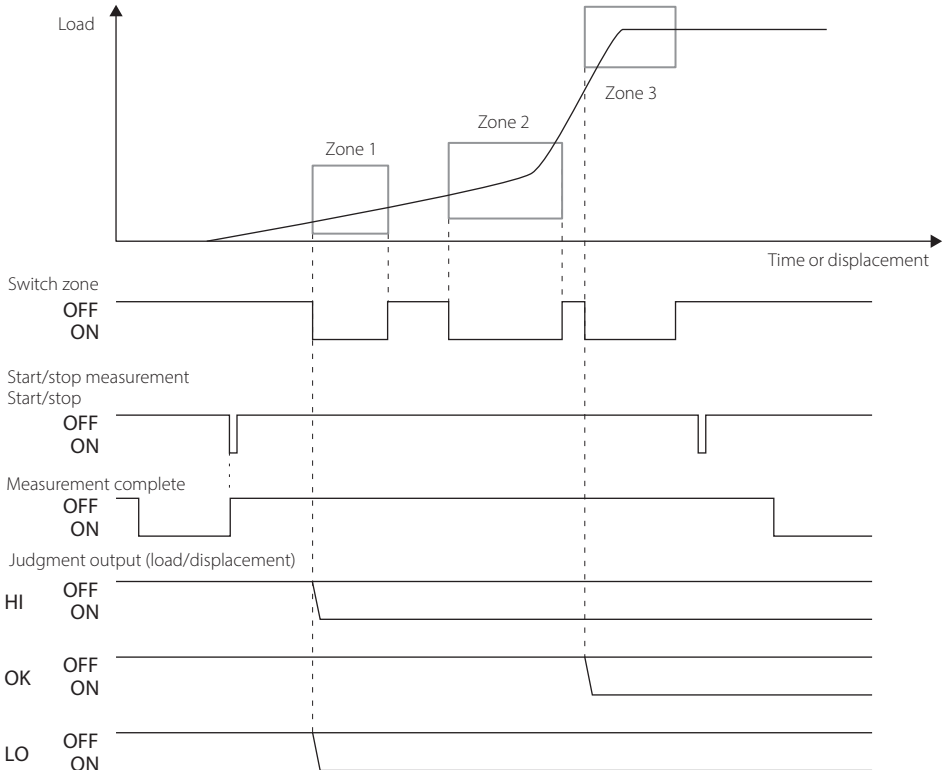 Load
Zone 3
Zone 2
Zone 1
Time or displacement
Switch zone
OFF
ON
Start/stop measurement
Start/stop
OFF
ON
Measurement complete
OFF
ON
Judgment output (load/displacement)
HI OFF
ON
OK OFF
ON
LO OFF
ON